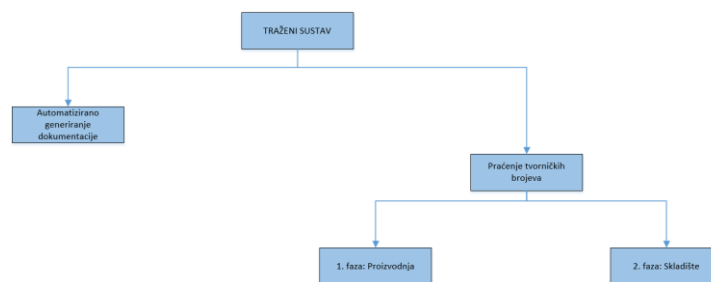 TRAŽENI SUSTAV
Automatizirano
generiranje
dokumentacije
Praćenje tvorničkih
brojeva
1. faza: Proizvodnja
2. faza: Skladište